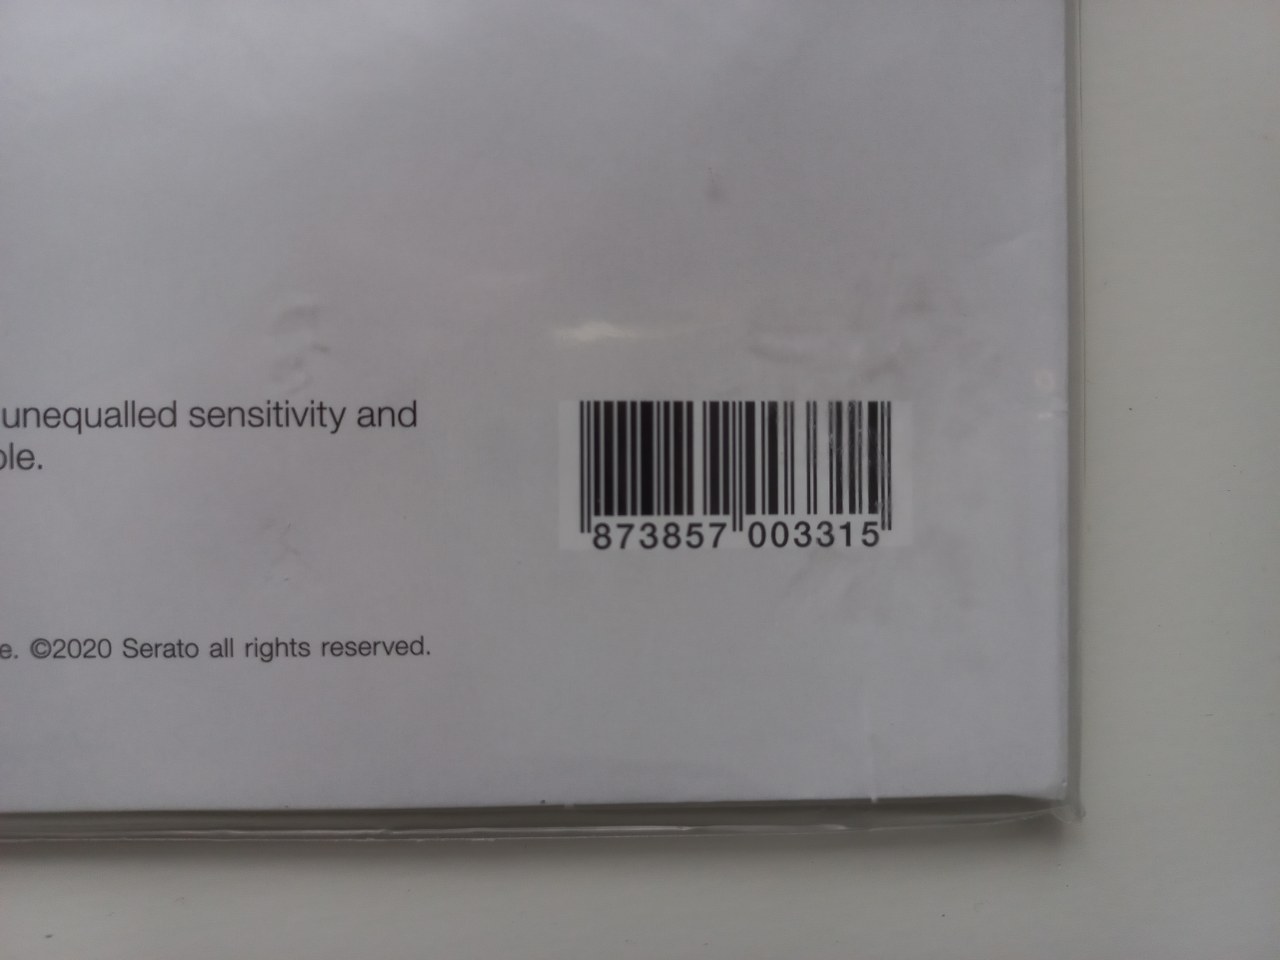 unequalled sensitivity and
ble.
873857 003315
e. ©2020 Serato all rights reserved.